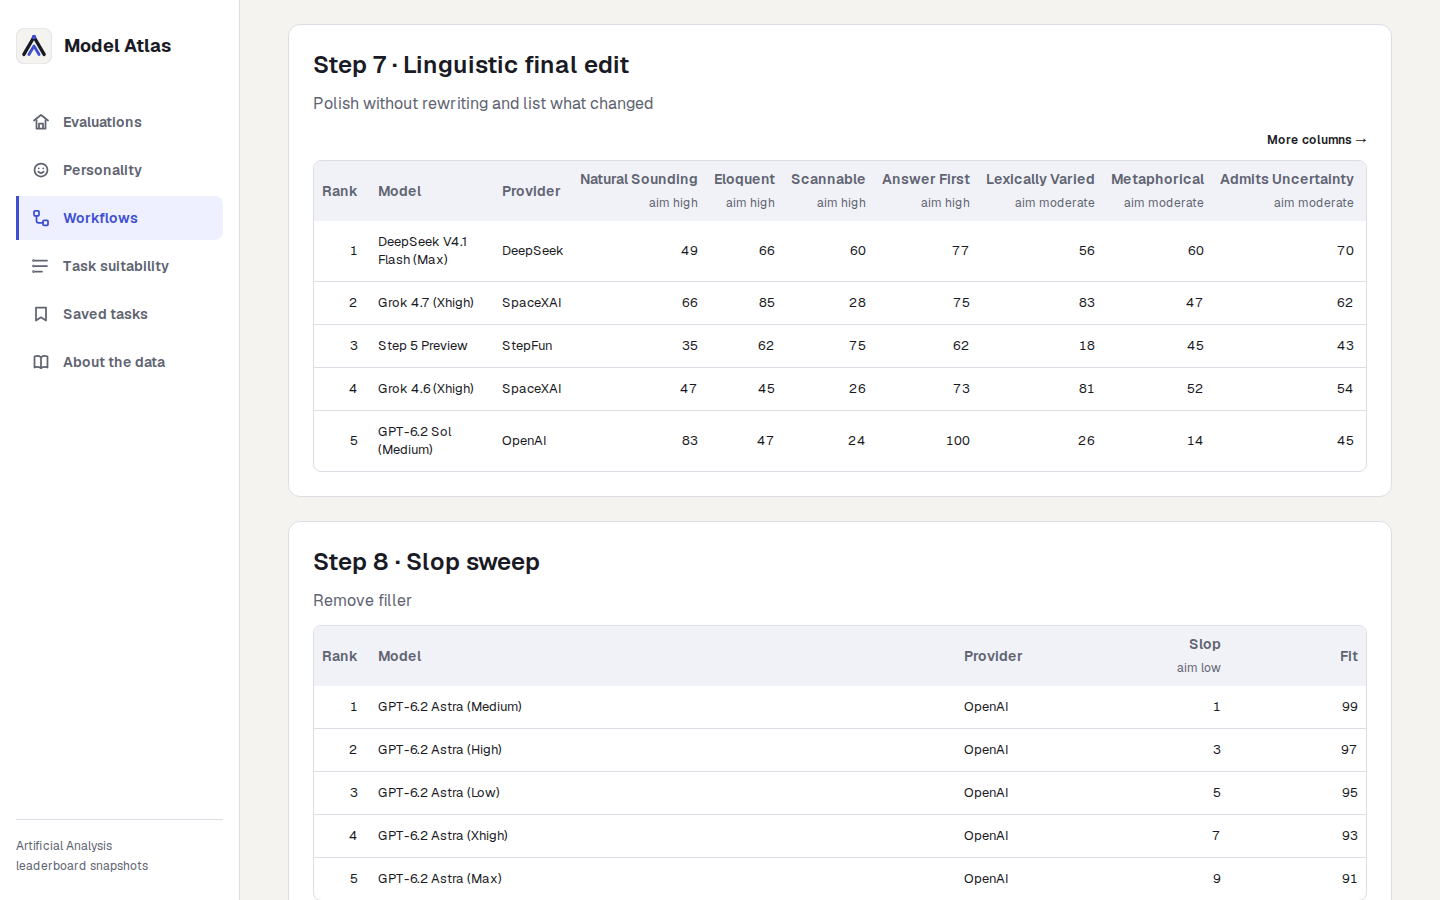 Model Atlas
Evaluations
Personality
Workflows
Task suitability
Saved tasks
About the data
Artificial Analysis
leaderboard snapshots
Step 7 · Linguistic final edit
Polish without rewriting and list what changed
More columns →
Rank Model Provider Natural Sounding Eloquent Scannable Answer First Lexically Varied Metaphorical Admits Uncertainty
aim high aim high aim high aim high aim moderate aim moderate aim moderate
1 DeepSeek V4.1 Flash (Max) DeepSeek 49 66 60 77 56 60 70
2 Grok 4.7 (Xhigh) SpaceXAI 66 85 28 75 83 47 62
3 Step 5 Preview StepFun 35 62 75 62 18 45 43
4 Grok 4.6 (Xhigh) SpaceXAI 47 45 26 73 81 52 54
5 GPT-6.2 Sol (Medium) OpenAI 83 47 24 100 26 14 45
Step 8 · Slop sweep
Remove filler
Rank Model Provider Slop Fit
aim low
1 GPT-6.2 Astra (Medium) OpenAI 1 99
2 GPT-6.2 Astra (High) OpenAI 3 97
3 GPT-6.2 Astra (Low) OpenAI 5 95
4 GPT-6.2 Astra (Xhigh) OpenAI 7 93
5 GPT-6.2 Astra (Max) OpenAI 9 91